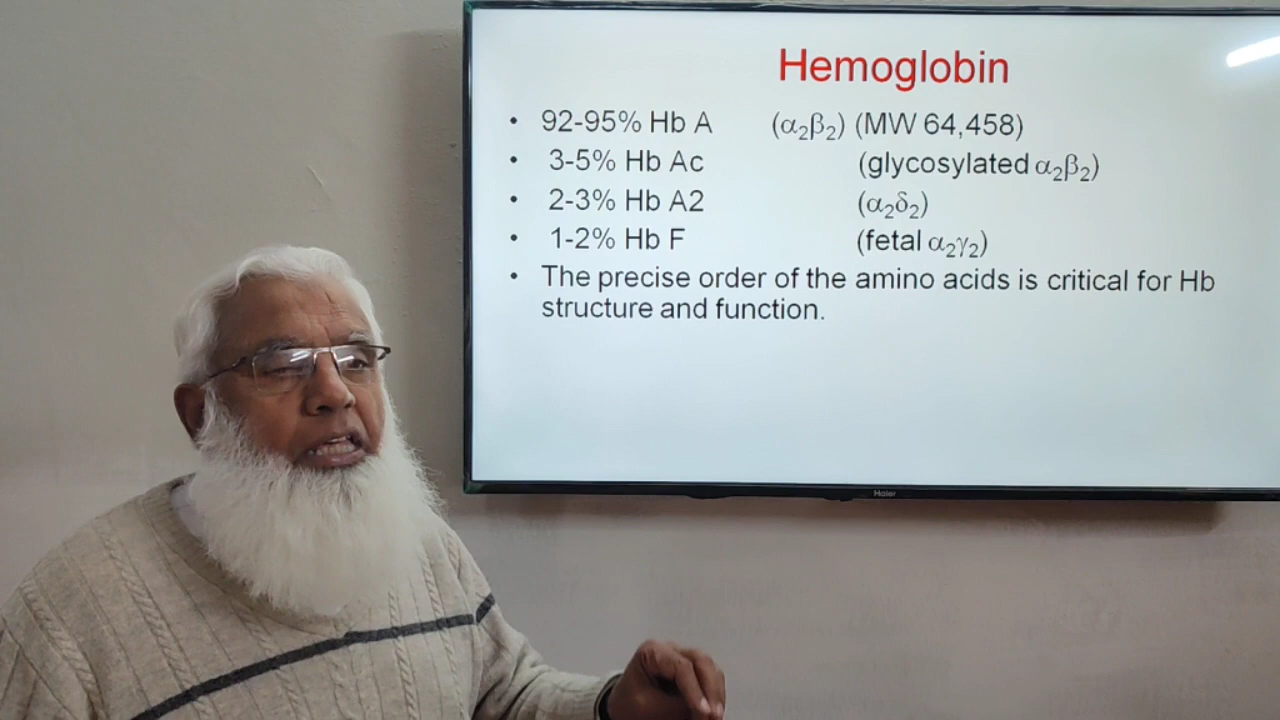 Hemoglobin
• 92-95% Hb A (α₂β₂) (MW 64,458)
• 3-5% Hb Ac (glycosylated α₂β₂)
• 2-3% Hb A2 (α₂δ₂)
• 1-2% Hb F (fetal α₂γ₂)
• The precise order of the amino acids is critical for Hb
structure and function.
Haier